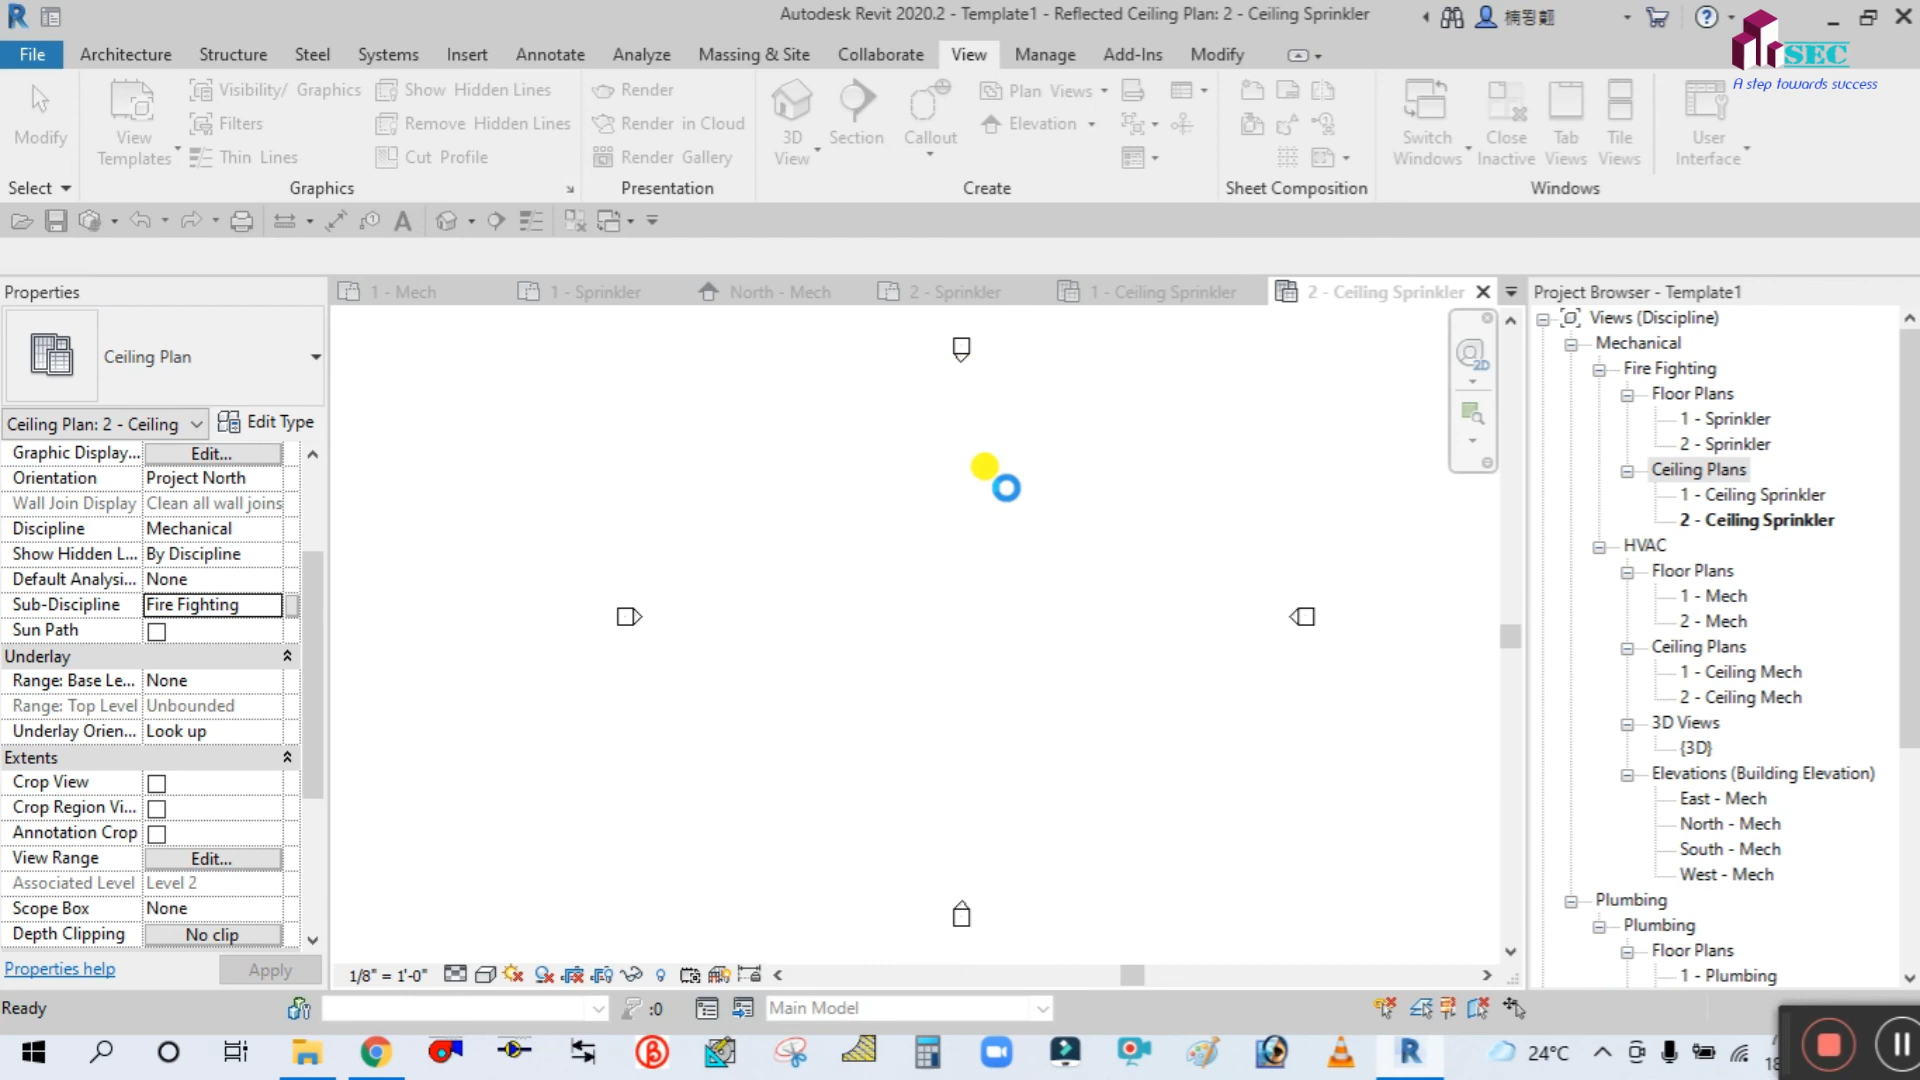 Autodesk Revit 2020.2 - Template1 - Reflected Ceiling Plan: 2 - Ceiling Sprinkler
SEC
A step towards success
File Architecture Structure Steel Systems Insert Annotate Analyze Massing & Site Collaborate View Manage Add-Ins Modify
Modify
View Templates
Visibility/ Graphics
Filters
Thin Lines
Show Hidden Lines
Remove Hidden Lines
Cut Profile
Render
Render in Cloud
Render Gallery
3D View
Section
Callout
Plan Views
Elevation
Switch Windows
Close Inactive
Tab Views
Tile Views
User Interface
Select Graphics Presentation Create Sheet Composition Windows
Properties
1 - Mech
1 - Sprinkler
North - Mech
2 - Sprinkler
1 - Ceiling Sprinkler
2 - Ceiling Sprinkler
Project Browser - Template1
Ceiling Plan
Ceiling Plan: 2 - Ceiling
Edit Type
Graphic Display... Edit...
Orientation Project North
Wall Join Display Clean all wall joins
Discipline Mechanical
Show Hidden L... By Discipline
Default Analysi... None
Sub-Discipline Fire Fighting
Sun Path
Underlay
Range: Base Le... None
Range: Top Level Unbounded
Underlay Orien... Look up
Extents
Crop View
Crop Region Vi...
Annotation Crop
View Range Edit...
Associated Level Level 2
Scope Box None
Depth Clipping No clip
Properties help
Apply
2D
Views (Discipline)
Mechanical
Fire Fighting
Floor Plans
1 - Sprinkler
2 - Sprinkler
Ceiling Plans
1 - Ceiling Sprinkler
2 - Ceiling Sprinkler
HVAC
Floor Plans
1 - Mech
2 - Mech
Ceiling Plans
1 - Ceiling Mech
2 - Ceiling Mech
3D Views
{3D}
Elevations (Building Elevation)
East - Mech
North - Mech
South - Mech
West - Mech
Plumbing
Plumbing
Floor Plans
1 - Plumbing
1/8" = 1'-0"
Ready
:0
Main Model
24°C